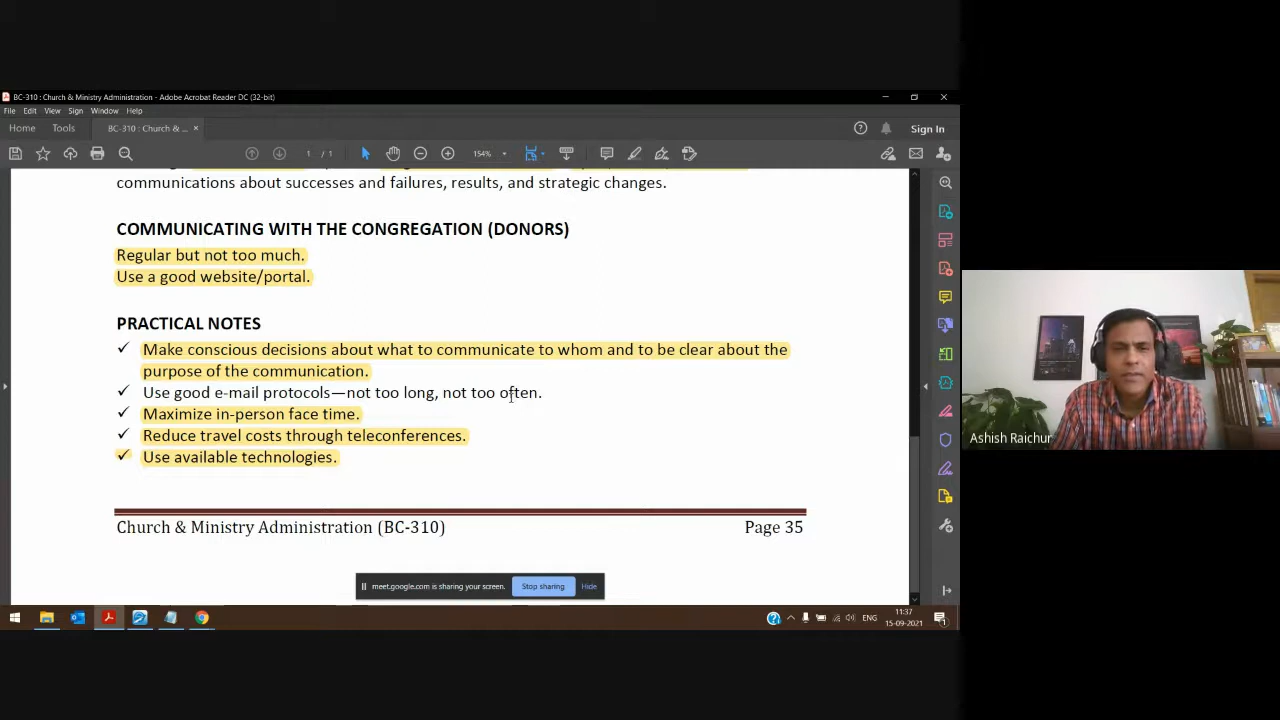 BC-310 : Church & Ministry Administration - Adobe Acrobat Reader DC (32-bit)
File Edit View Sign Window Help
Home Tools BC-310 : Church & ... × Sign In
1 / 1 154%
communications about successes and failures, results, and strategic changes.
COMMUNICATING WITH THE CONGREGATION (DONORS)
Regular but not too much.
Use a good website/portal.
PRACTICAL NOTES
✓ Make conscious decisions about what to communicate to whom and to be clear about the
purpose of the communication.
✓ Use good e-mail protocols—not too long, not too often.
✓ Maximize in-person face time.
✓ Reduce travel costs through teleconferences.
✓ Use available technologies.
Church & Ministry Administration (BC-310) Page 35
meet.google.com is sharing your screen. Stop sharing Hide
ENG 11:37
15-09-2021
Ashish Raichur